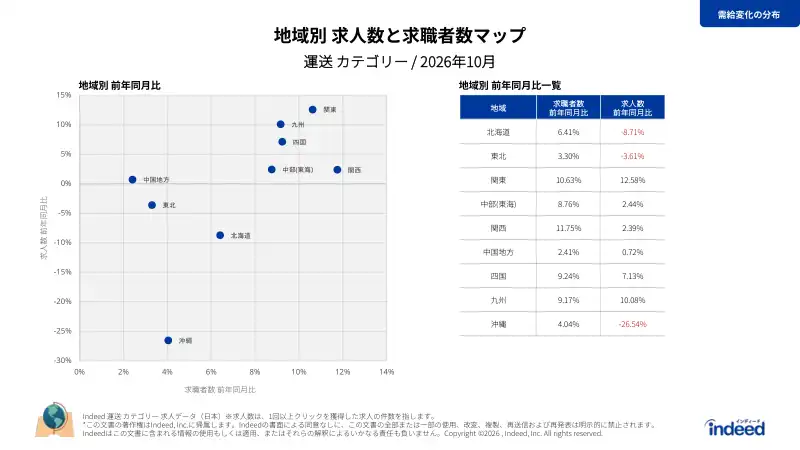 需給変化の分布
地域別 求人数と求職者数マップ
運送 カテゴリー / 2026年10月
地域別 前年同月比
15%
10%
5%
0%
-5%
-10%
-15%
-20%
-25%
-30%
求人数 前年同月比
関東
九州
四国
中部(東海)
関西
中国地方
東北
北海道
沖縄
0%
2%
4%
6%
8%
10%
12%
14%
求職者数 前年同月比
地域別 前年同月比一覧
地域 求職者数 前年同月比 求人数 前年同月比
北海道 6.41% -8.71%
東北 3.30% -3.61%
関東 10.63% 12.58%
中部(東海) 8.76% 2.44%
関西 11.75% 2.39%
中国地方 2.41% 0.72%
四国 9.24% 7.13%
九州 9.17% 10.08%
沖縄 4.04% -26.54%
Indeed 運送 カテゴリー 求人データ（日本）※求人数は、1回以上クリックを獲得した求人の件数を指します。
*この文書の著作権はIndeed, Inc.に帰属します。Indeedの書面による同意なしに、この文書の全部または一部の使用、改変、複製、再送信および再発表は明示的に禁止されます。
Indeedはこの文書に含まれる情報の使用もしくは適用、またはそれらの解釈によるいかなる責任も負いません。Copyright ©2026 , Indeed, Inc. All rights reserved.
インディード
indeed